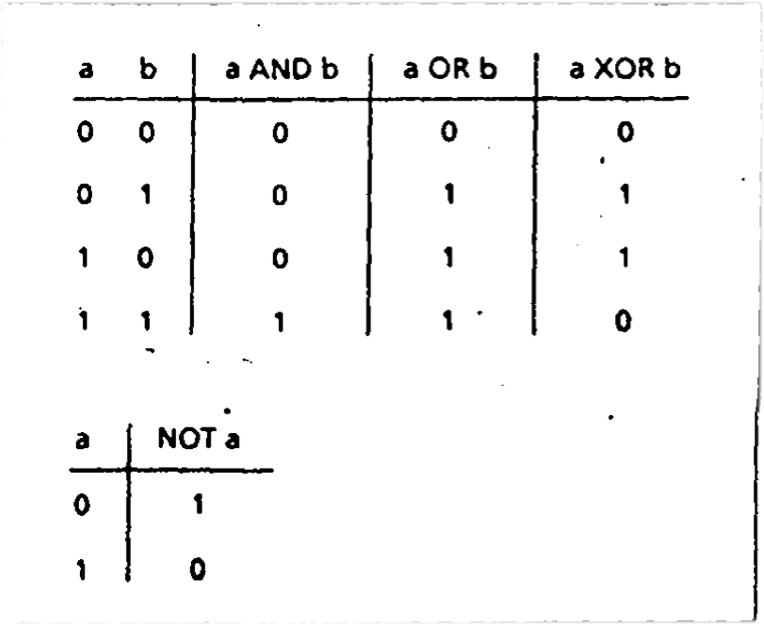 a b a AND b a OR b a XOR b
0 0 0 0 0
0 1 0 1 1
1 0 0 1 1
1 1 1 1 0
a NOT a
0 1
1 0